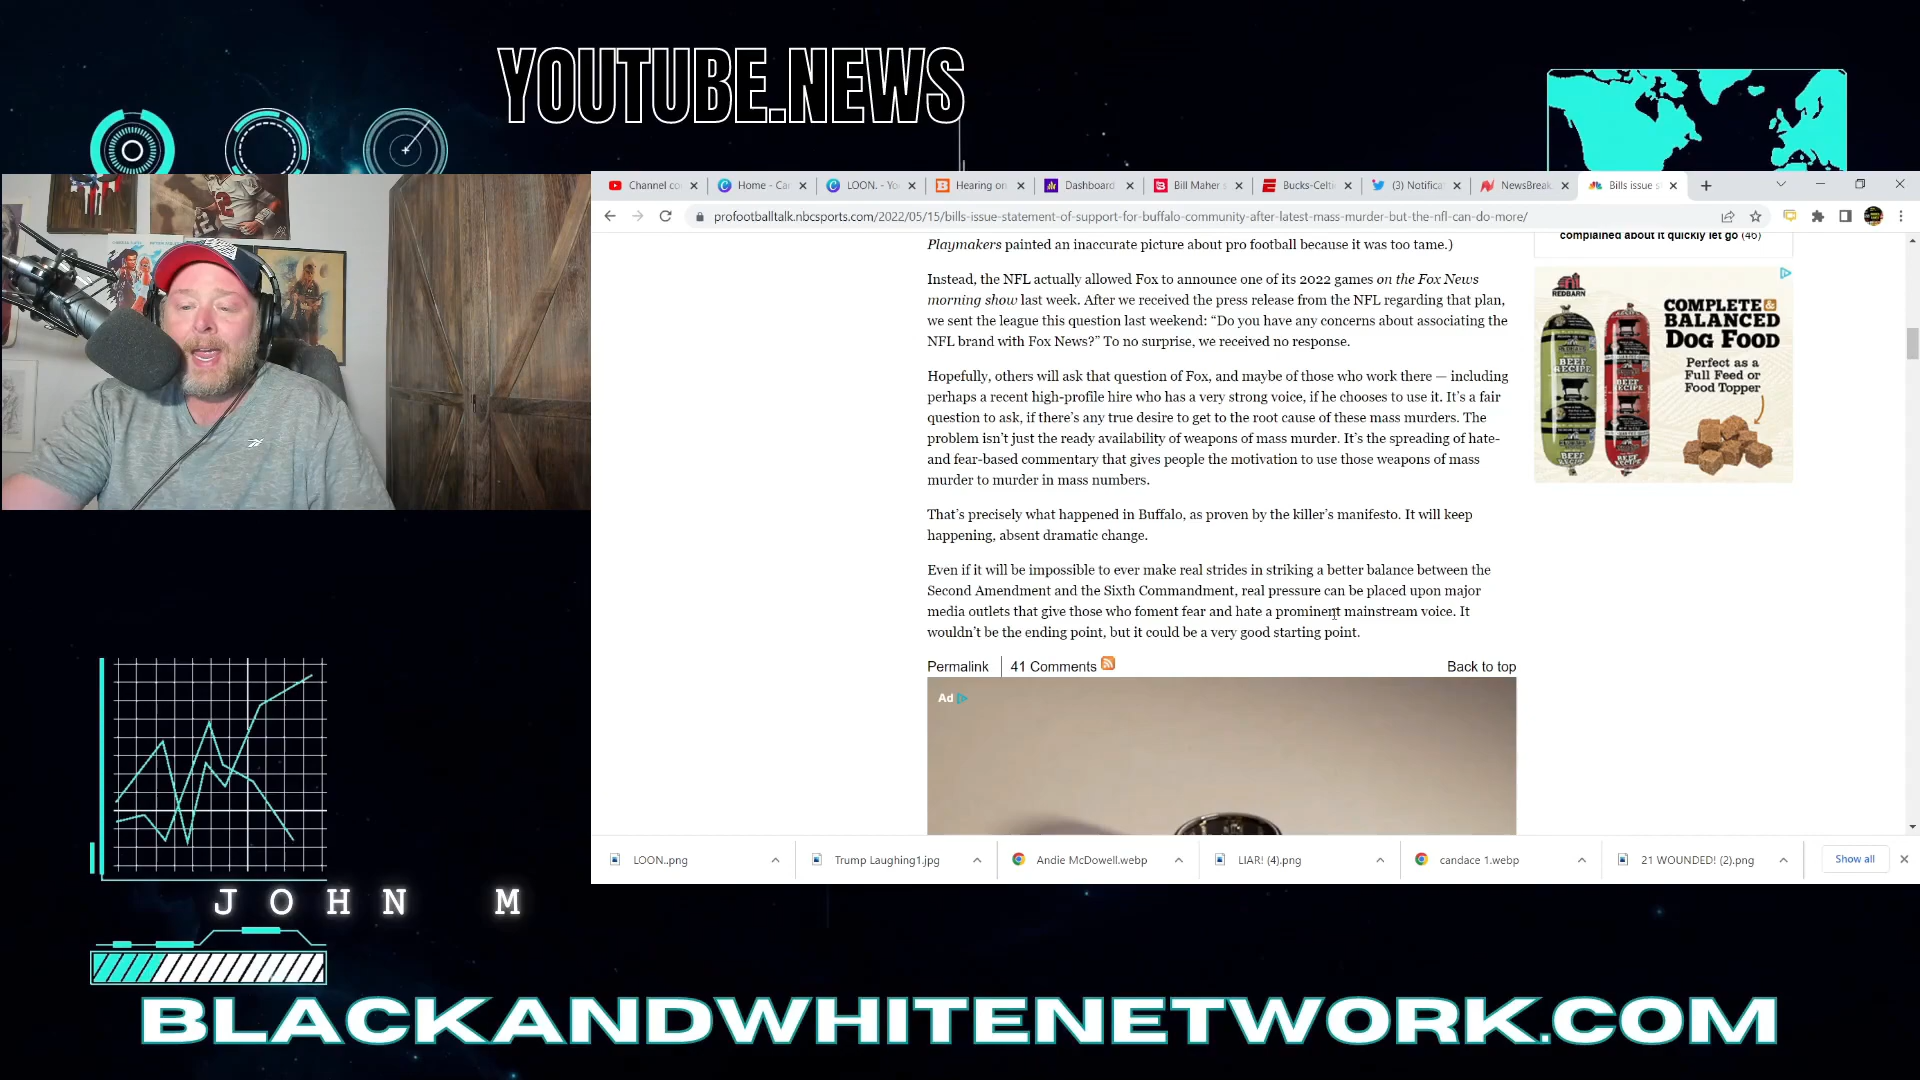 YOUTUBE.NEWS
Channel co
Home - Ca
LOON. - Yo
Hearing on
Dashboard
Bill Maher s
Bucks-Celti
(3) Notifica
NewsBreak
Bills issue s
profootballtalk.nbcsports.com/2022/05/15/bills-issue-statement-of-support-for-buffalo-community-after-latest-mass-murder-but-the-nfl-can-do-more/
Playmakers painted an inaccurate picture about pro football because it was too tame.)
Instead, the NFL actually allowed Fox to announce one of its 2022 games on the Fox News
morning show last week. After we received the press release from the NFL regarding that plan,
we sent the league this question last weekend: “Do you have any concerns about associating the
NFL brand with Fox News?” To no surprise, we received no response.
Hopefully, others will ask that question of Fox, and maybe of those who work there — including
perhaps a recent high-profile hire who has a very strong voice, if he chooses to use it. It’s a fair
question to ask, if there’s any true desire to get to the root cause of these mass murders. The
problem isn’t just the ready availability of weapons of mass murder. It’s the spreading of hate-
and fear-based commentary that gives people the motivation to use those weapons of mass
murder to murder in mass numbers.
That’s precisely what happened in Buffalo, as proven by the killer’s manifesto. It will keep
happening, absent dramatic change.
Even if it will be impossible to ever make real strides in striking a better balance between the
Second Amendment and the Sixth Commandment, real pressure can be placed upon major
media outlets that give those who foment fear and hate a prominent mainstream voice. It
wouldn’t be the ending point, but it could be a very good starting point.
Permalink
41 Comments
Back to top
Ad
complained about it quickly let go (46)
REDBARN
COMPLETE &
BALANCED
DOG FOOD
Perfect as a
Full Feed or
Food Topper
BEEF
RECIPE
BEEF
RECIPE
LOON..png
Trump Laughing1.jpg
Andie McDowell.webp
LIAR! (4).png
candace 1.webp
21 WOUNDED! (2).png
Show all
JOHN M
BLACKANDWHITENETWORK.COM